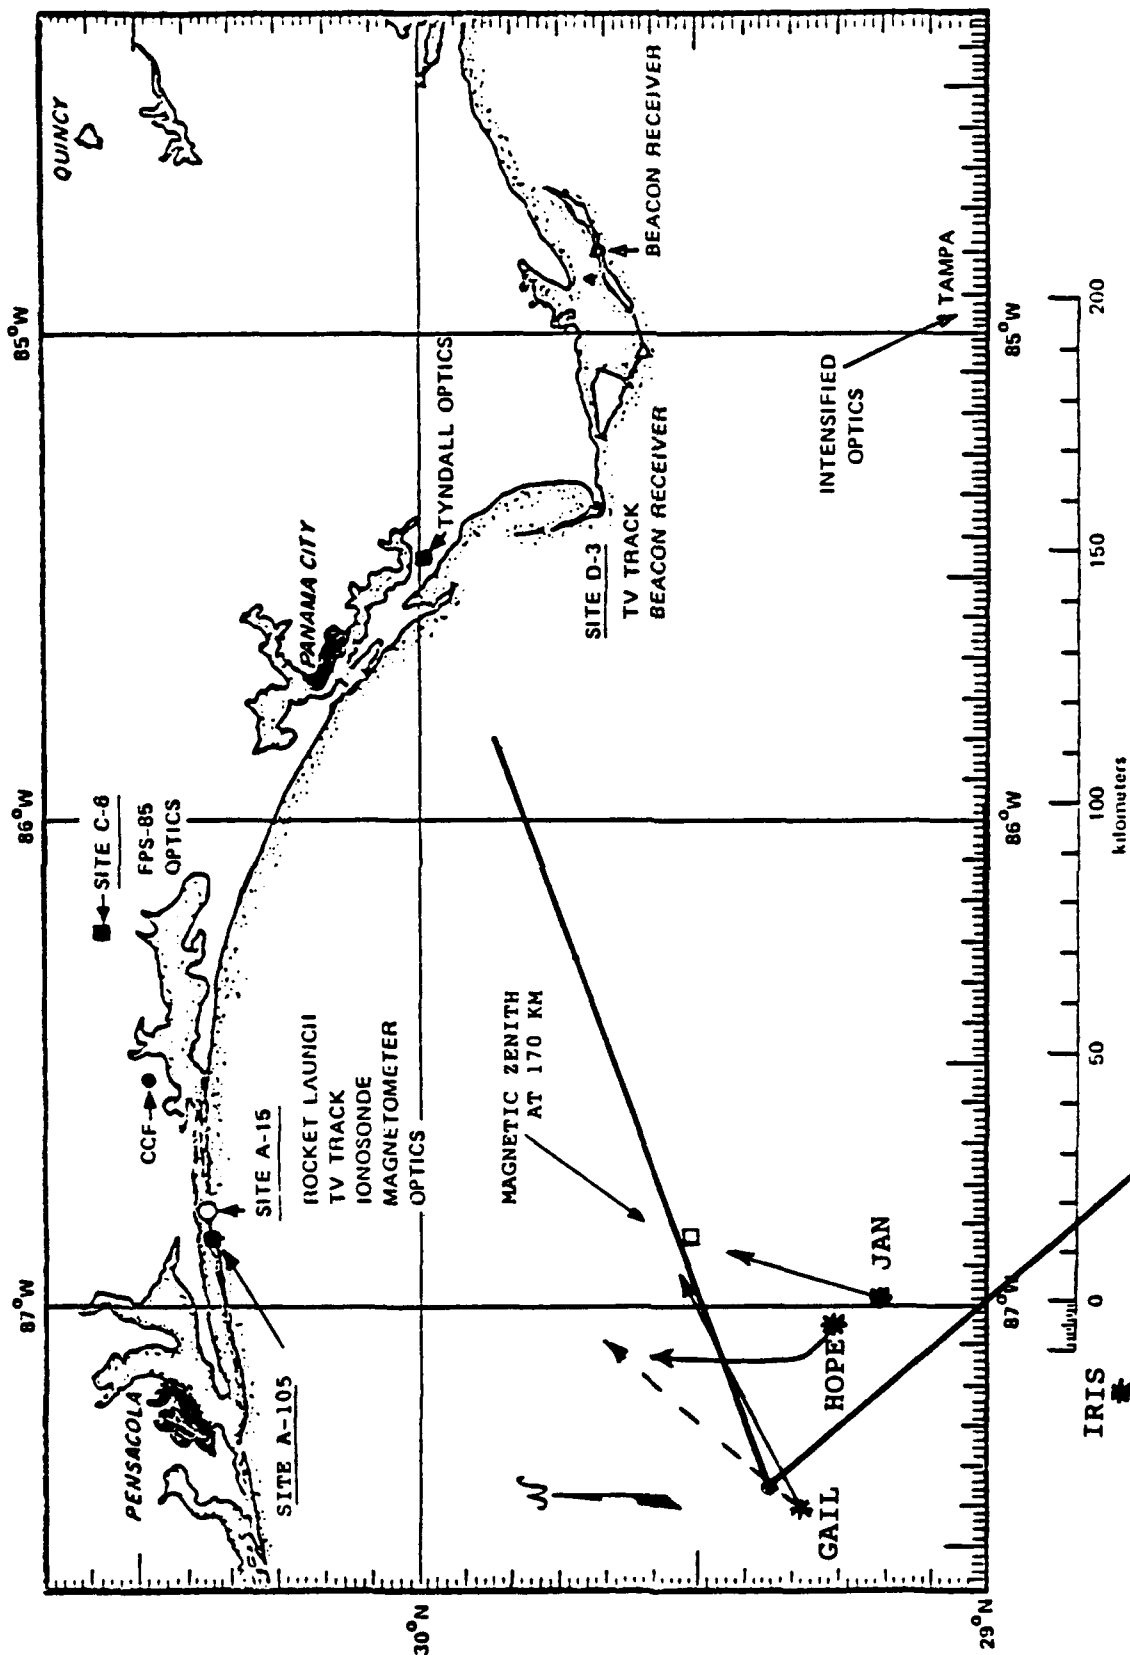 QUINCY
85°W
86°W
87°W
SITE C-6
FPS-85
OPTICS
CCF
PANAMA CITY
TYNDALL OPTICS
BEACON RECEIVER
PENSACOLA
SITE A-105
SITE A-15
ROCKET LAUNCH
TV TRACK
IONOSONDE
MAGNETOMETER
OPTICS
30°N
SITE D-3
TV TRACK
BEACON RECEIVER
MAGNETIC ZENITH
AT 170 KM
INTENSIFIED
OPTICS
TAMPA
N
GAIL
HOPE
JAN
29°N
87°W
86°W
85°W
IRIS
0
50
100
150
200
kilometers